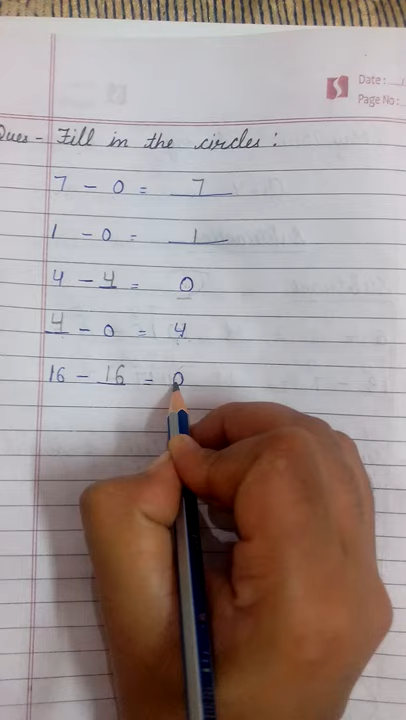 Date:
Page No:
Ques - Fill in the circles :
7 - 0 = 7
1 - 0 = 1
4 - 4 = 0
4 - 0 = 4
16 - 16 = 0